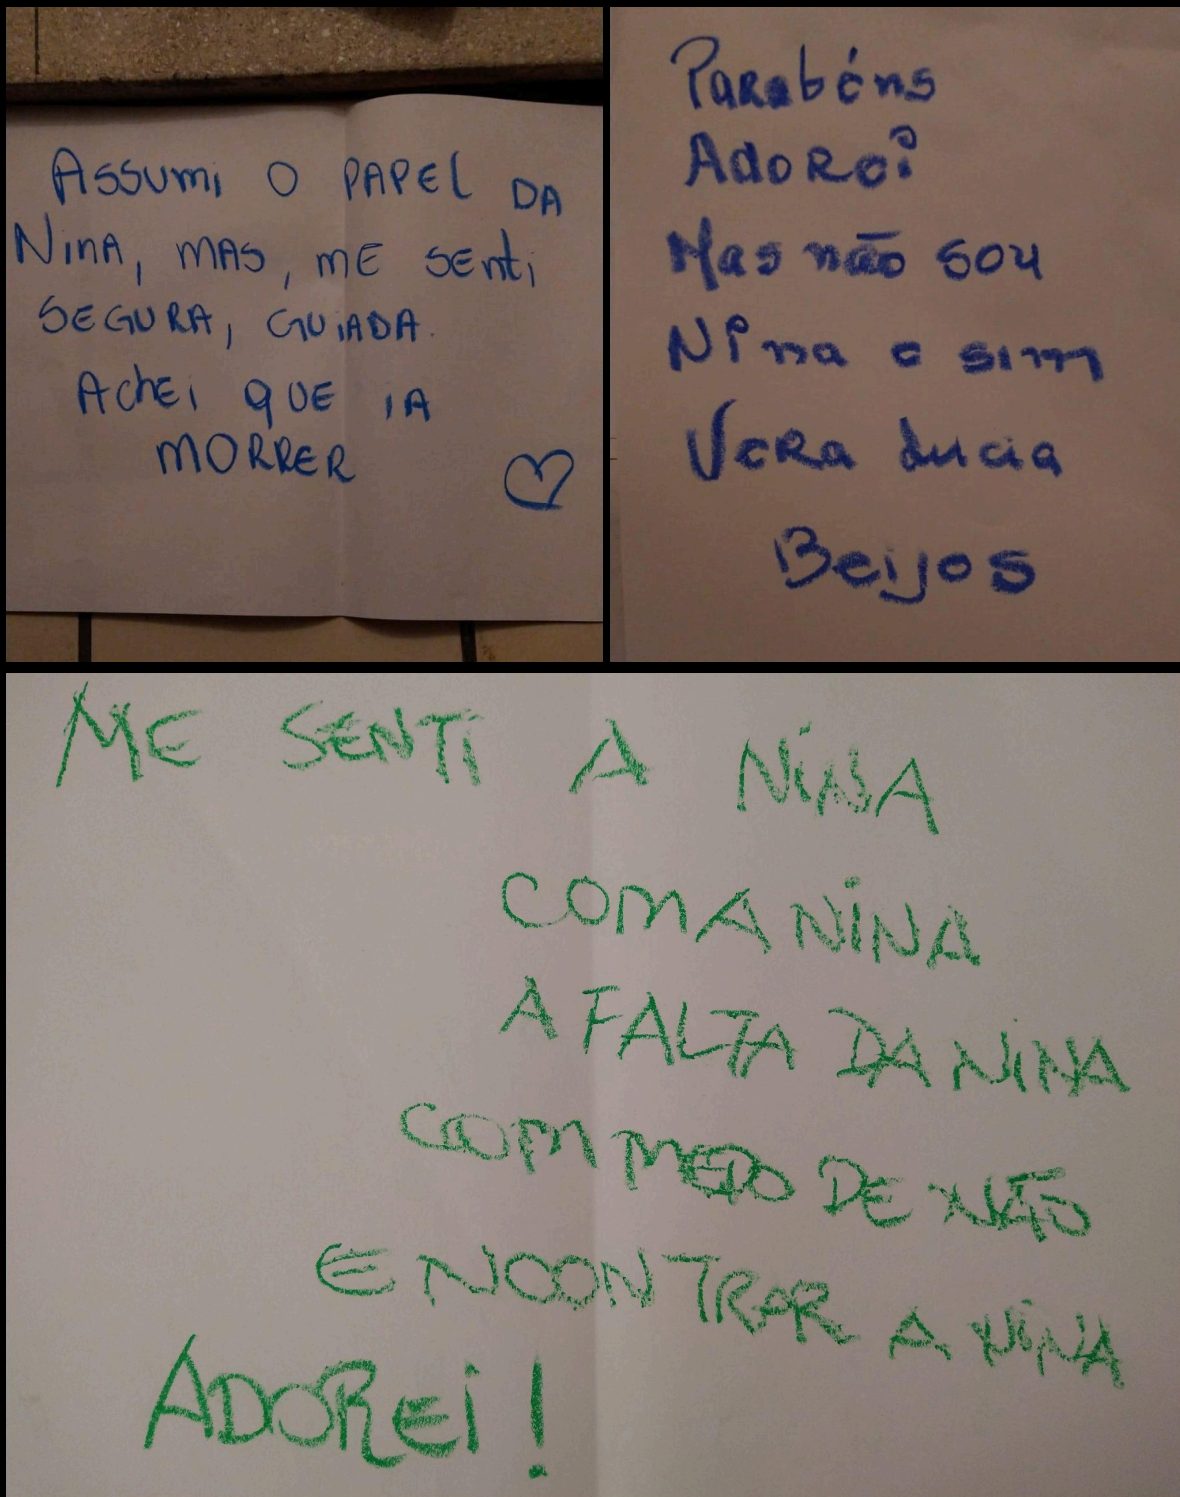 ASSUMi O PAPEL DA
NiNA, MAS, ME SENti
SEGURA, GUiADA.
AChEi QUE iA
MORRER
Parabéns
Adorei
Mas não sou
Nina e sim
Vera Lucia
Beijos
ME SENTi A NiNA
COM A NiNA
A FALTA DA NiNA
COM MEDO DE NÃO
ENCONTRAR A NiNA
ADOREi!